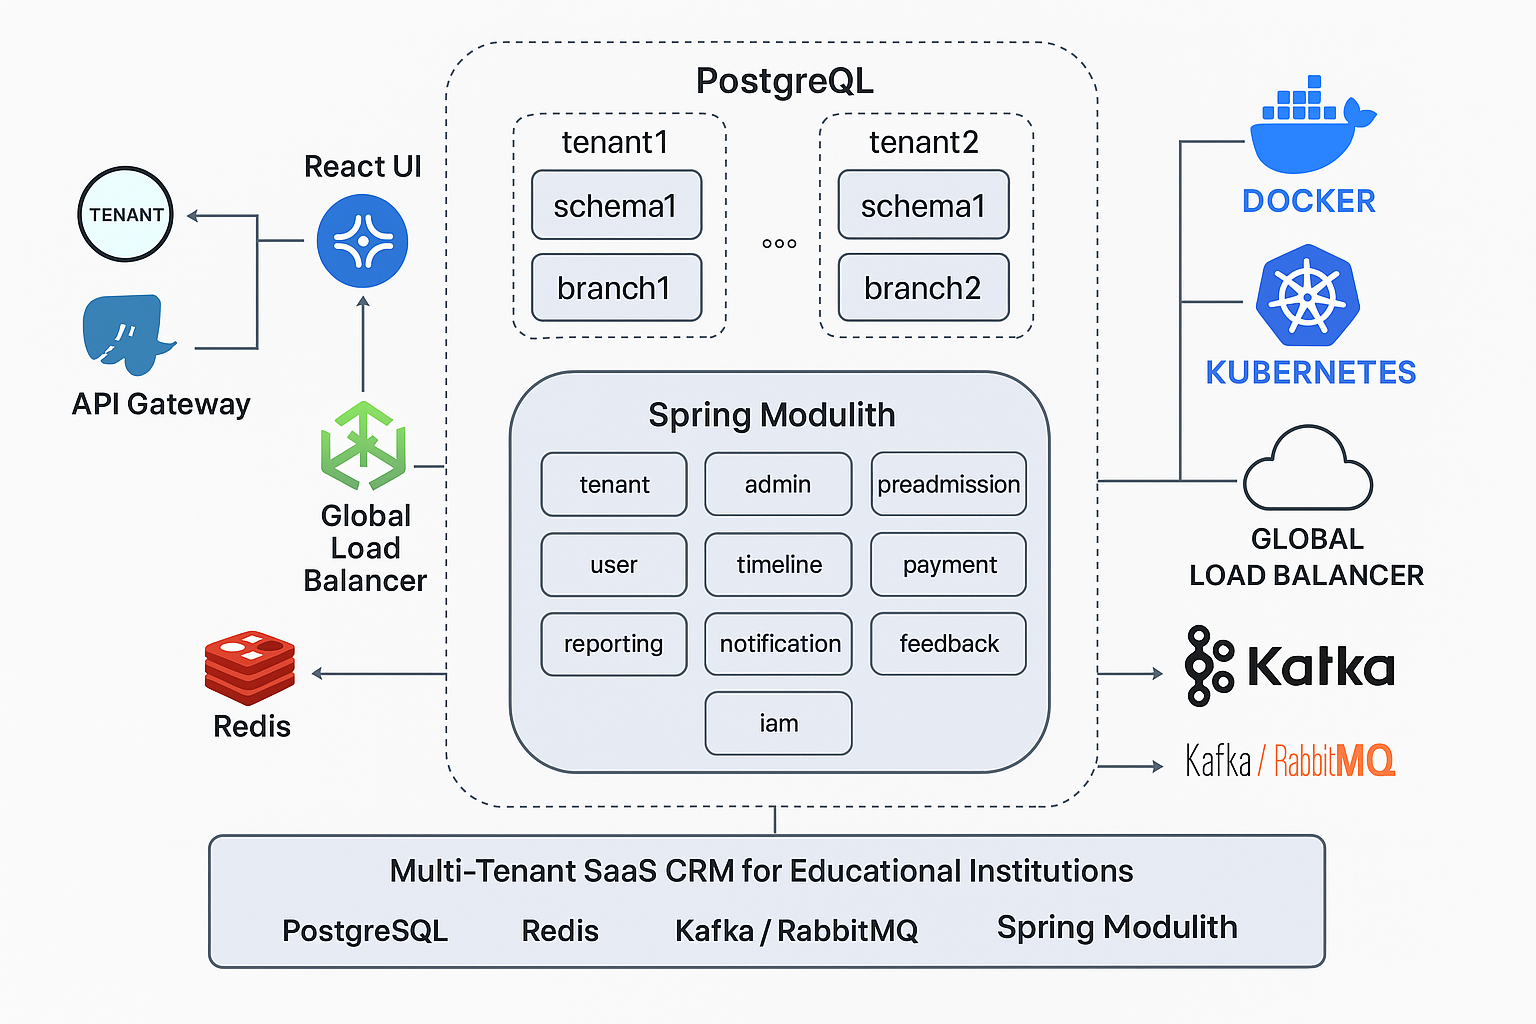 PostgreQL
tenant1
schema1
branch1
tenant2
schema1
branch2
React UI
TENANT
API Gateway
Global
Load
Balancer
Redis
Spring Modulith
tenant
admin
preadmission
user
timeline
payment
reporting
notification
feedback
iam
DOCKER
KUBERNETES
GLOBAL
LOAD BALANCER
Kafka
Kafka / RabbitMQ
Multi-Tenant SaaS CRM for Educational Institutions
PostgreSQL
Redis
Kafka / RabbitMQ
Spring Modulith